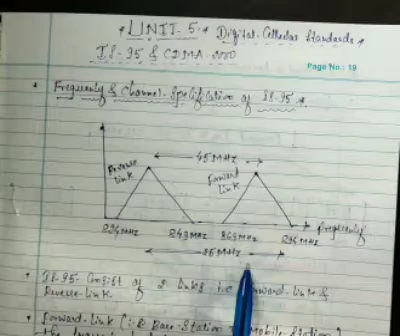 UNIT-5 • Digital Cellular Standards
IS-95 & CDMA-2000
Page No.: 19
Frequency & Channel Specification of IS-95
45MHz
Reverse Link
Forward Link
Frequency
824MHz 849MHz 869MHz 894MHz
25MHz
IS-95 Consist of 2 links i.e Forward-link &
Reverse-link
Forward-Link (i.e Base-Station Mobile-Station)